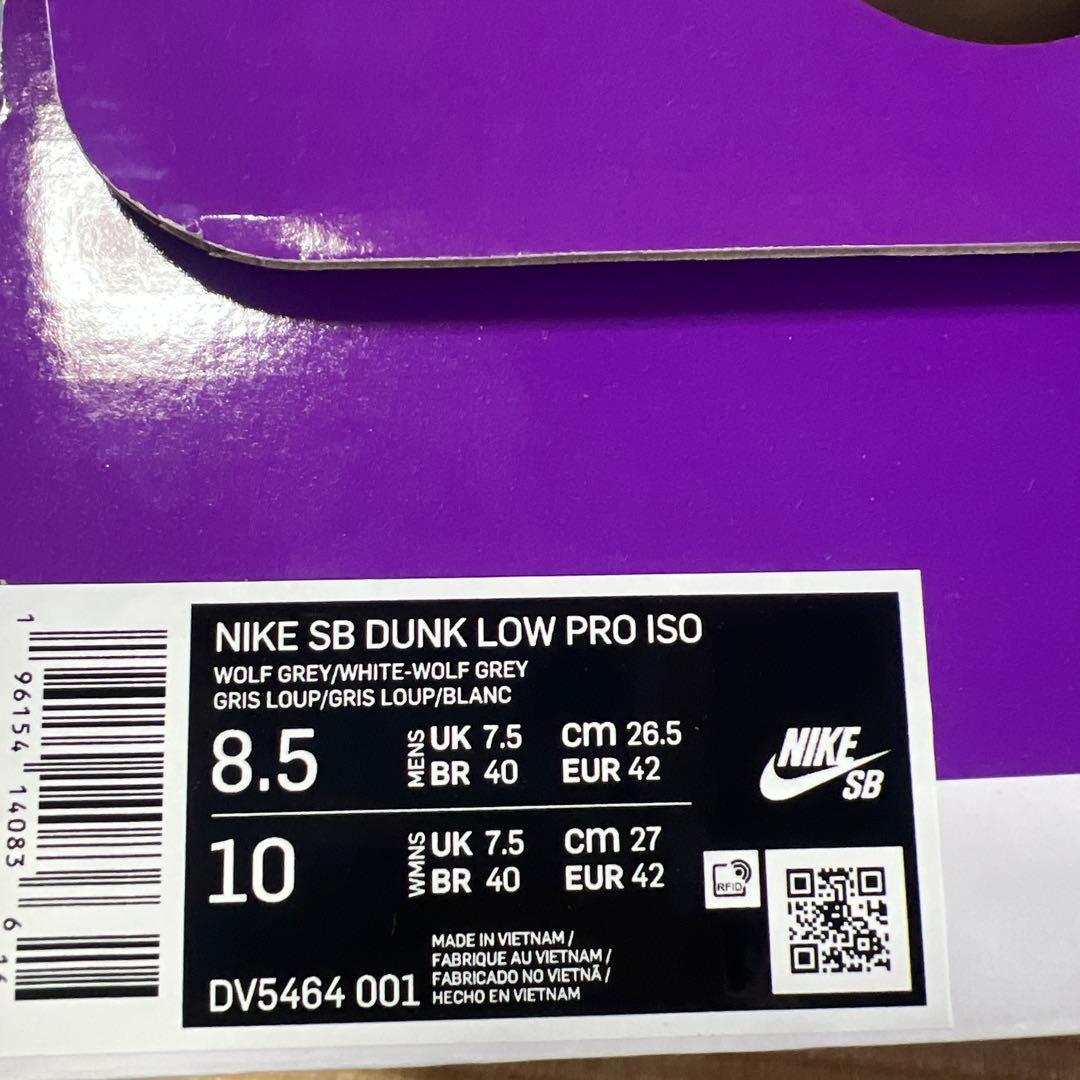 NIKE SB DUNK LOW PRO ISO
WOLF GREY/WHITE-WOLF GREY
GRIS LOUP/GRIS LOUP/BLANC
8.5 MENS UK 7.5 cm 26.5
BR 40 EUR 42
10 WMNS UK 7.5 cm 27
BR 40 EUR 42
NIKE
SB
RFID
MADE IN VIETNAM /
FABRIQUE AU VIETNAM /
FABRICADO NO VIETNÃ /
HECHO EN VIETNAM
DV5464 001
1 96154 14083 6